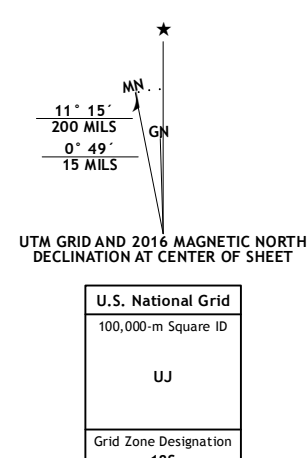 ★
MN
11° 15´
200 MILS
GN
0° 49´
15 MILS
UTM GRID AND 2016 MAGNETIC NORTH
DECLINATION AT CENTER OF SHEET
U.S. National Grid
100,000-m Square ID
UJ
Grid Zone Designation